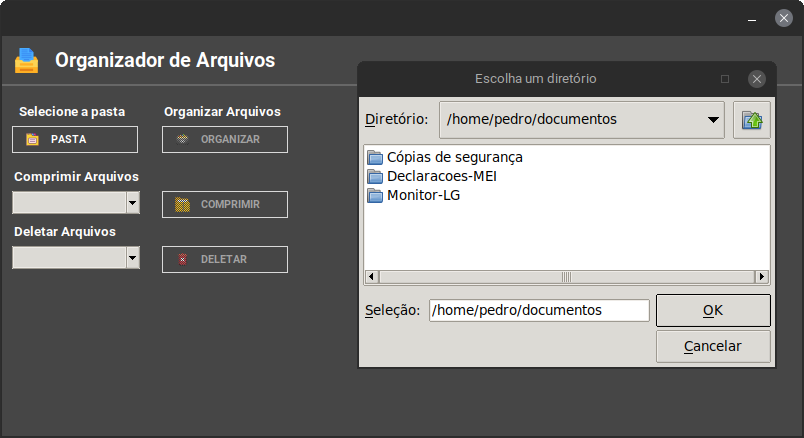 Organizador de Arquivos
Selecione a pasta
Organizar Arquivos
PASTA
ORGANIZAR
Comprimir Arquivos
COMPRIMIR
Deletar Arquivos
DELETAR
Escolha um diretório
Diretório: /home/pedro/documentos
Cópias de segurança
Declaracoes-MEI
Monitor-LG
Seleção: /home/pedro/documentos
OK
Cancelar